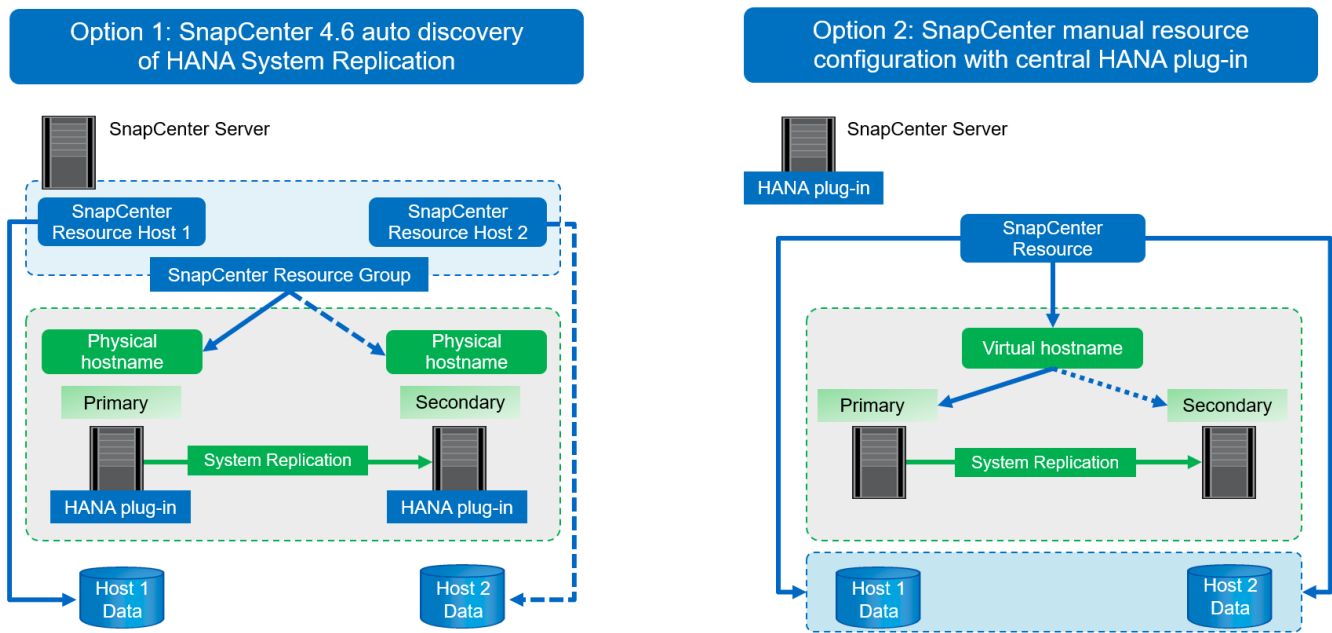 Option 1: SnapCenter 4.6 auto discovery
of HANA System Replication
SnapCenter Server
SnapCenter
Resource Host 1
SnapCenter
Resource Host 2
SnapCenter Resource Group
Physical
hostname
Physical
hostname
Primary
Secondary
System Replication
HANA plug-in
HANA plug-in
Host 1
Data
Host 2
Data
Option 2: SnapCenter manual resource
configuration with central HANA plug-in
SnapCenter Server
HANA plug-in
SnapCenter
Resource
Virtual hostname
Primary
Secondary
System Replication
Host 1
Data
Host 2
Data